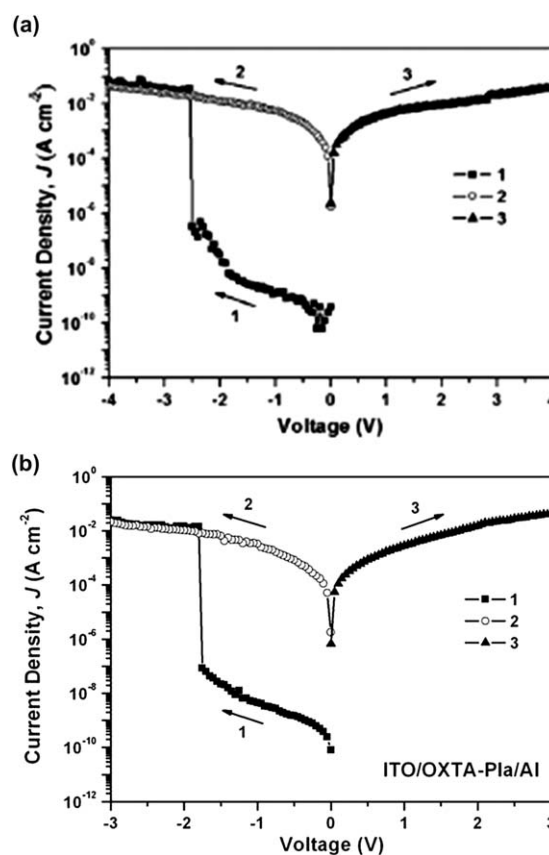 (a)
10⁰
10⁻²
10⁻⁴
10⁻⁶
10⁻⁸
10⁻¹⁰
10⁻¹²
Current Density, J (A cm⁻²)
2
3
1
1
2
3
-4 -3 -2 -1 0 1 2 3 4
Voltage (V)
(b)
10⁰
10⁻²
10⁻⁴
10⁻⁶
10⁻⁸
10⁻¹⁰
10⁻¹²
Current Density, J (A cm⁻²)
2
3
1
1
2
3
ITO/OXTA-PIa/Al
-3 -2 -1 0 1 2 3
Voltage (V)